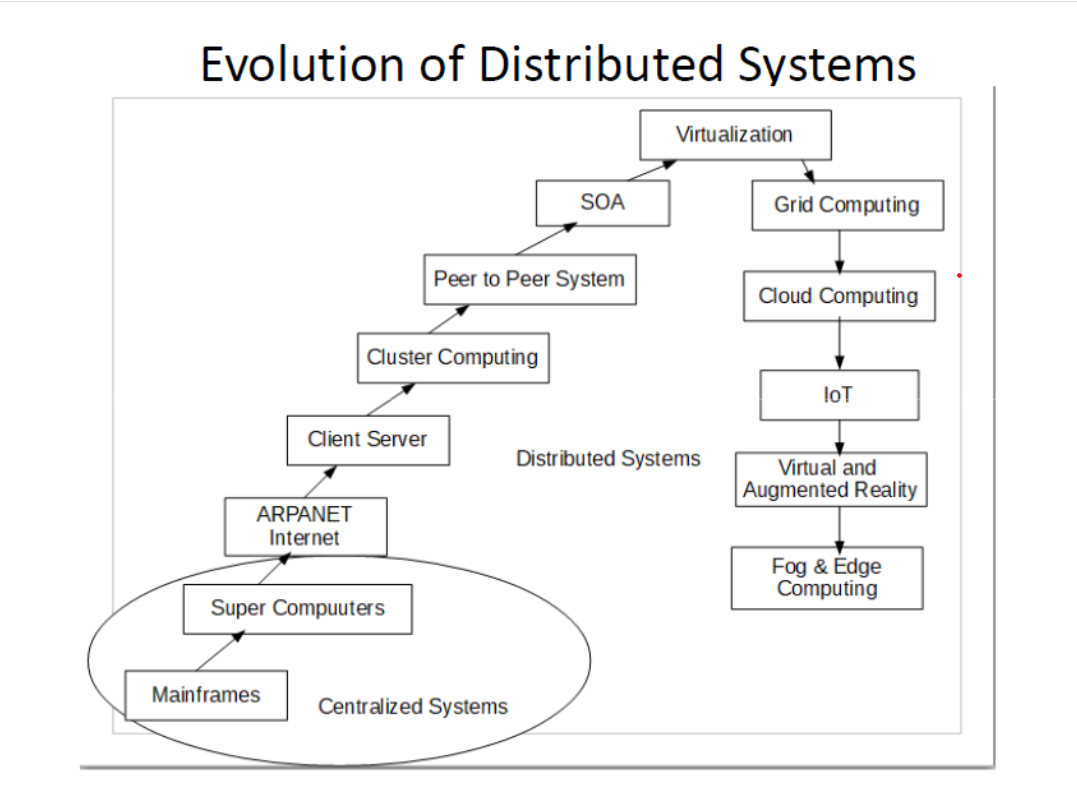 Evolution of Distributed Systems
Virtualization
SOA
Grid Computing
Peer to Peer System
Cloud Computing
Cluster Computing
IoT
Client Server
Distributed Systems
Virtual and
Augmented Reality
ARPANET
Internet
Fog & Edge
Computing
Super Compuuters
Mainframes
Centralized Systems